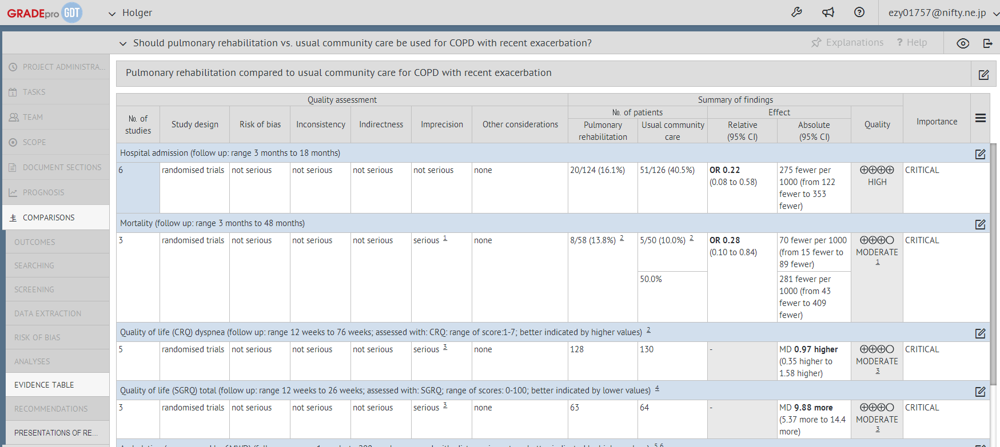 GRADEpro GDT
Holger
ezy01757@nifty.ne.jp
Should pulmonary rehabilitation vs. usual community care be used for COPD with recent exacerbation?
Explanations
? Help
PROJECT ADMINISTRA...
TASKS
TEAM
SCOPE
DOCUMENT SECTIONS
PROGNOSIS
COMPARISONS
OUTCOMES
SEARCHING
SCREENING
DATA EXTRACTION
RISK OF BIAS
ANALYSES
EVIDENCE TABLE
RECOMMENDATIONS
PRESENTATIONS OF RE...
Pulmonary rehabilitation compared to usual community care for COPD with recent exacerbation
Quality assessment
Summary of findings
№ of
studies
Study design
Risk of bias
Inconsistency
Indirectness
Imprecision
Other considerations
№ of patients
Effect
Pulmonary
rehabilitation
Usual community
care
Relative
(95% CI)
Absolute
(95% CI)
Quality
Importance
Hospital admission (follow up: range 3 months to 18 months)
6
randomised trials
not serious
not serious
not serious
not serious
none
20/124 (16.1%)
51/126 (40.5%)
OR 0.22
(0.08 to 0.58)
275 fewer per
1000 (from 122
fewer to 353
fewer)
⨁⨁⨁⨁
HIGH
CRITICAL
Mortality (follow up: range 3 months to 48 months)
3
randomised trials
not serious
not serious
not serious
serious 1
none
8/58 (13.8%) 2
5/50 (10.0%) 2
50.0%
OR 0.28
(0.10 to 0.84)
70 fewer per 1000
(from 15 fewer to
89 fewer)
281 fewer per
1000 (from 43
fewer to 409
fewer)
⨁⨁⨁◯
MODERATE
1
CRITICAL
Quality of life (CRQ) dyspnea (follow up: range 12 weeks to 76 weeks; assessed with: CRQ: range of score:1-7; better indicated by higher values) 2
5
randomised trials
not serious
not serious
not serious
serious 3
none
128
130
-
MD 0.97 higher
(0.35 higher to
1.58 higher)
⨁⨁⨁◯
MODERATE
3
CRITICAL
Quality of life (SGRQ) total (follow up: range 12 weeks to 26 weeks; assessed with: SGRQ; range of scores: 0-100; better indicated by lower values) 4
3
randomised trials
not serious
not serious
not serious
serious 3
none
63
64
-
MD 9.88 more
(5.37 more to 14.4
more)
⨁⨁⨁◯
MODERATE
3
CRITICAL
5,6